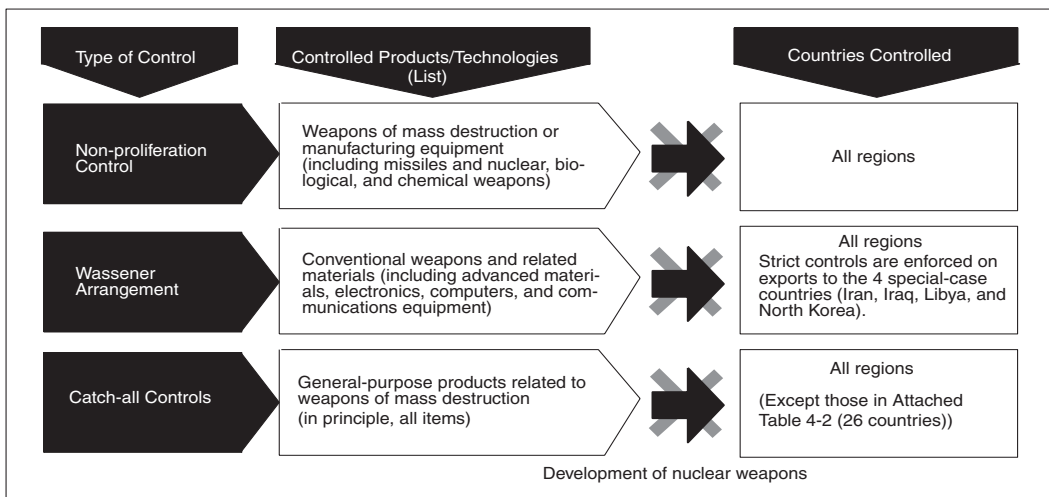 Type of Control
Controlled Products/Technologies
(List)
Countries Controlled
Non-proliferation
Control
Weapons of mass destruction or
manufacturing equipment
(including missiles and nuclear, bio-
logical, and chemical weapons)
All regions
Wassener
Arrangement
Conventional weapons and related
materials (including advanced materi-
als, electronics, computers, and com-
munications equipment)
All regions
Strict controls are enforced on
exports to the 4 special-case
countries (Iran, Iraq, Libya, and
North Korea).
Catch-all Controls
General-purpose products related to
weapons of mass destruction
(in principle, all items)
All regions
(Except those in Attached
Table 4-2 (26 countries))
Development of nuclear weapons